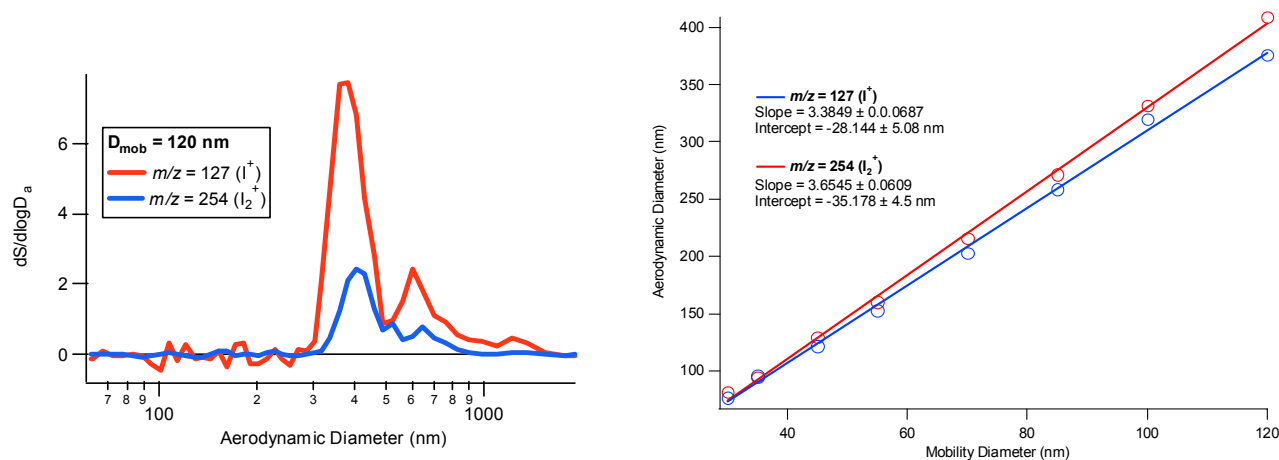 dS/dlogDa
6
4
2
0
Dmob = 120 nm
m/z = 127 (I+)
m/z = 254 (I2+)
7 8 9 100 2 3 4 5 6 7 8 9 1000
Aerodynamic Diameter (nm)
Aerodynamic Diameter (nm)
400
350
300
250
200
150
100
m/z = 127 (I+)
Slope = 3.3849 ± 0.0.0687
Intercept = -28.144 ± 5.08 nm
m/z = 254 (I2+)
Slope = 3.6545 ± 0.0609
Intercept = -35.178 ± 4.5 nm
40 60 80 100 120
Mobility Diameter (nm)